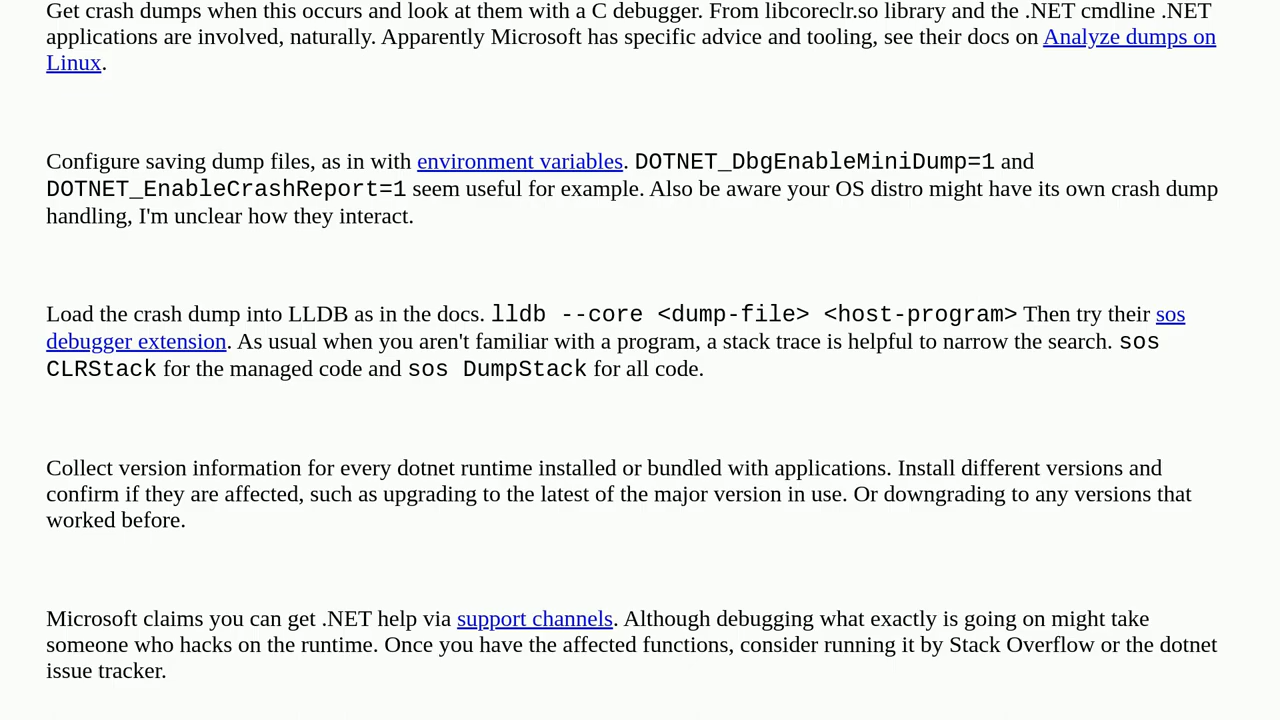 Get crash dumps when this occurs and look at them with a C debugger. From libcoreclr.so library and the .NET cmdline .NET
applications are involved, naturally. Apparently Microsoft has specific advice and tooling, see their docs on Analyze dumps on
Linux.
Configure saving dump files, as in with environment variables. DOTNET_DbgEnableMiniDump=1 and
DOTNET_EnableCrashReport=1 seem useful for example. Also be aware your OS distro might have its own crash dump
handling, I'm unclear how they interact.
Load the crash dump into LLDB as in the docs. lldb --core <dump-file> <host-program> Then try their sos
debugger extension. As usual when you aren't familiar with a program, a stack trace is helpful to narrow the search. sos
CLRStack for the managed code and sos DumpStack for all code.
Collect version information for every dotnet runtime installed or bundled with applications. Install different versions and
confirm if they are affected, such as upgrading to the latest of the major version in use. Or downgrading to any versions that
worked before.
Microsoft claims you can get .NET help via support channels. Although debugging what exactly is going on might take
someone who hacks on the runtime. Once you have the affected functions, consider running it by Stack Overflow or the dotnet
issue tracker.